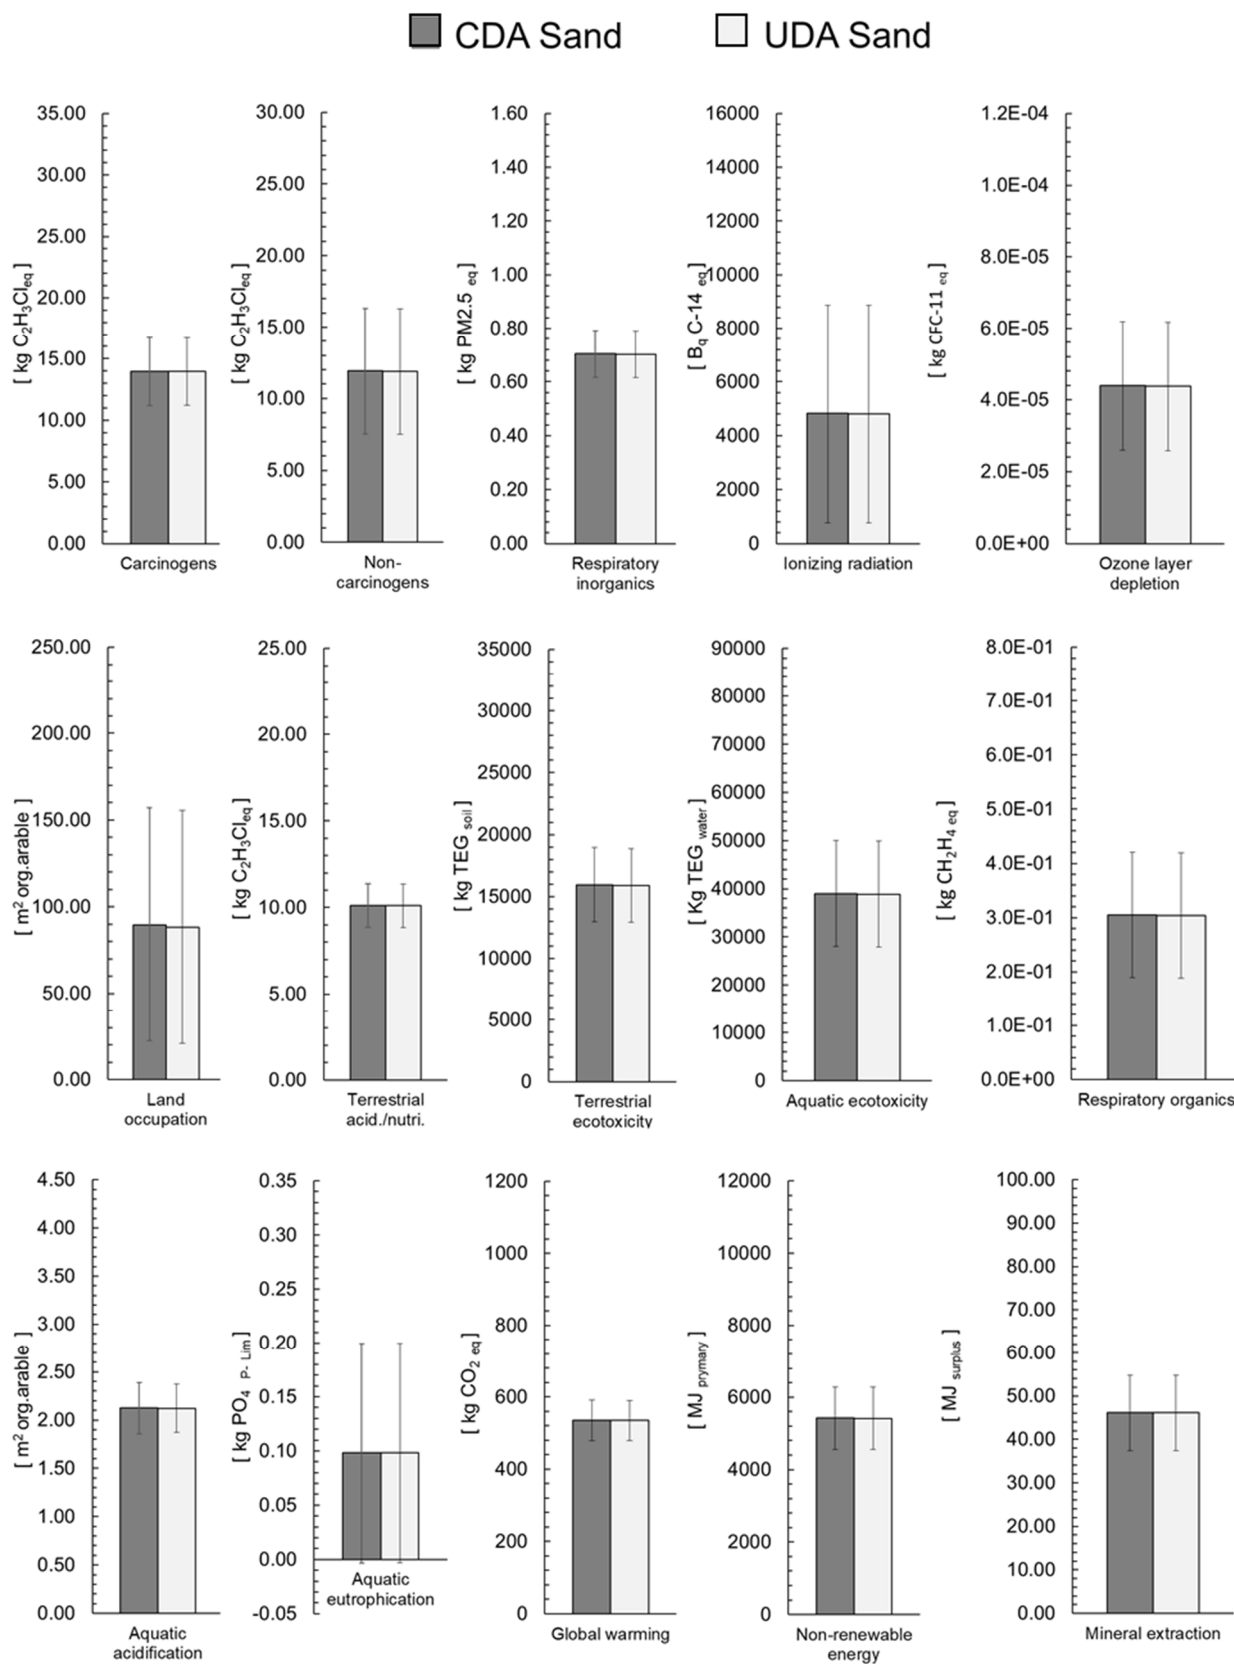 CDA Sand
UDA Sand
35.00
30.00
25.00
20.00
15.00
10.00
5.00
0.00
[ kg C₂H₃Cl_eq]
Carcinogens
30.00
25.00
20.00
15.00
10.00
5.00
0.00
[ kg C₂H₃Cl_eq]
Non-
carcinogens
1.60
1.40
1.20
1.00
0.80
0.60
0.40
0.20
0.00
[ kg PM2.5 eq]
Respiratory
inorganics
16000
14000
12000
10000
8000
6000
4000
2000
0
[ Bq C-14 eq]
Ionizing radiation
1.2E-04
1.0E-04
8.0E-05
6.0E-05
4.0E-05
2.0E-05
0.0E+00
[ kg CFC-11 eq]
Ozone layer
depletion
250.00
200.00
150.00
100.00
50.00
0.00
[ m² org.arable ]
Land
occupation
25.00
20.00
15.00
10.00
5.00
0.00
[ kg C₂H₃Cl_eq]
Terrestrial
acid./nutri.
35000
30000
25000
20000
15000
10000
5000
0
[ kg TEG soil]
Terrestrial
ecotoxicity
90000
80000
70000
60000
50000
40000
30000
20000
10000
0
[ Kg TEG water]
Aquatic ecotoxicity
8.0E-01
7.0E-01
6.0E-01
5.0E-01
4.0E-01
3.0E-01
2.0E-01
1.0E-01
0.0E+00
[ kg CH₂H₄ eq]
Respiratory organics
4.50
4.00
3.50
3.00
2.50
2.00
1.50
1.00
0.50
0.00
[ m² org.arable ]
Aquatic
acidification
0.35
0.30
0.25
0.20
0.15
0.10
0.05
0.00
-0.05
[ kg PO₄ P- Lim]
Aquatic
eutrophication
1200
1000
800
600
400
200
0
[ kg CO₂ eq]
Global warming
12000
10000
8000
6000
4000
2000
0
[ MJ prymary]
Non-renewable
energy
100.00
90.00
80.00
70.00
60.00
50.00
40.00
30.00
20.00
10.00
0.00
[ MJ surplus]
Mineral extraction